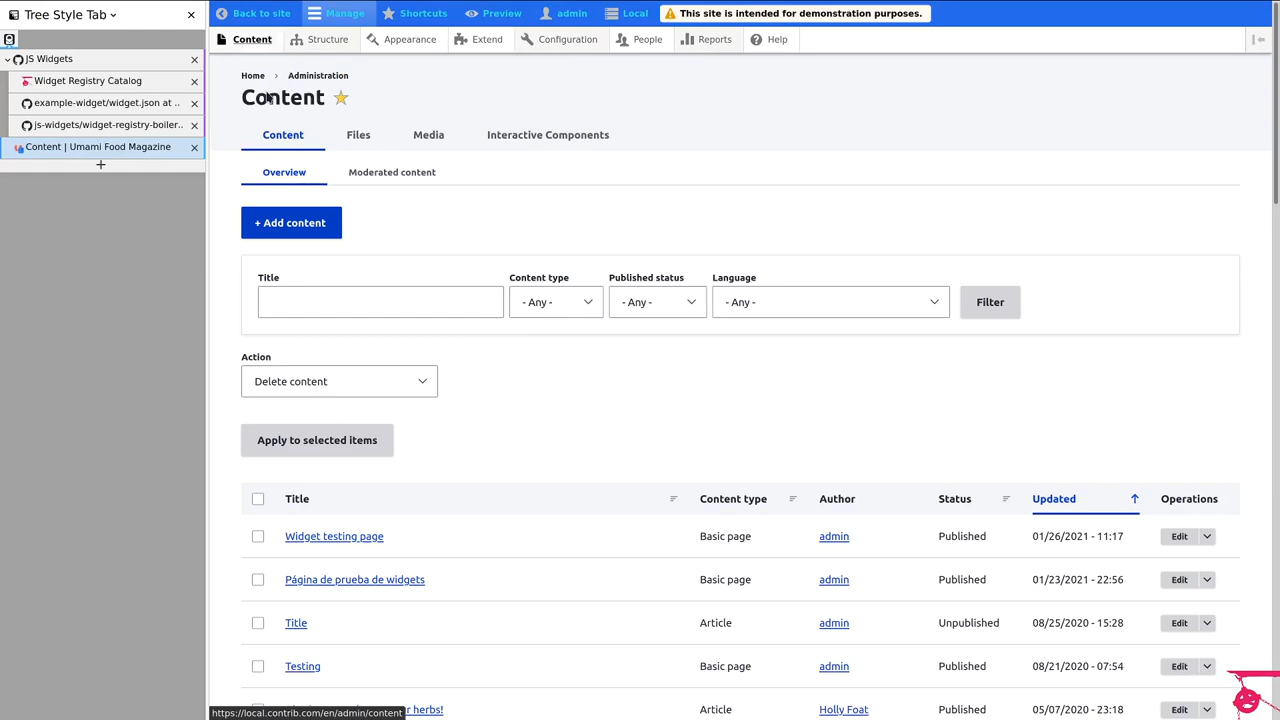 Tree Style Tab
JS Widgets
Widget Registry Catalog
example-widget/widget.json at ..
js-widgets/widget-registry-boiler..
Content | Umami Food Magazine
Back to site
Manage
Shortcuts
Preview
admin
Local
This site is intended for demonstration purposes.
Content
Structure
Appearance
Extend
Configuration
People
Reports
Help
Home › Administration
Content
Content
Files
Media
Interactive Components
Overview
Moderated content
+ Add content
Title
Content type
Published status
Language
- Any -
- Any -
- Any -
Filter
Action
Delete content
Apply to selected items
Title Content type Author Status Updated Operations
Widget testing page Basic page admin Published 01/26/2021 - 11:17 Edit
Página de prueba de widgets Basic page admin Published 01/23/2021 - 22:56 Edit
Title Article admin Unpublished 08/25/2020 - 15:28 Edit
Testing Basic page admin Published 08/21/2020 - 07:54 Edit
herbs! Article Holly Foat Published 05/07/2020 - 23:18 Edit
https://local.contrib.com/en/admin/content